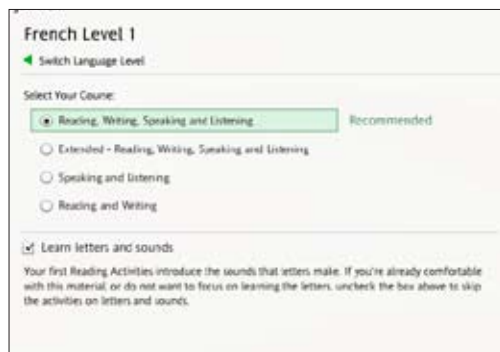 French Level 1
Switch Language Level
Select Your Course:
Reading, Writing, Speaking and Listening
Recommended
Extended - Reading, Writing, Speaking and Listening
Speaking and Listening
Reading and Writing
Learn letters and sounds
Your first Reading Activities introduce the sounds that letters make. If you're already comfortable
with this material or do not want to focus on learning the letters, uncheck the box above to skip
the activities on letters and sounds.